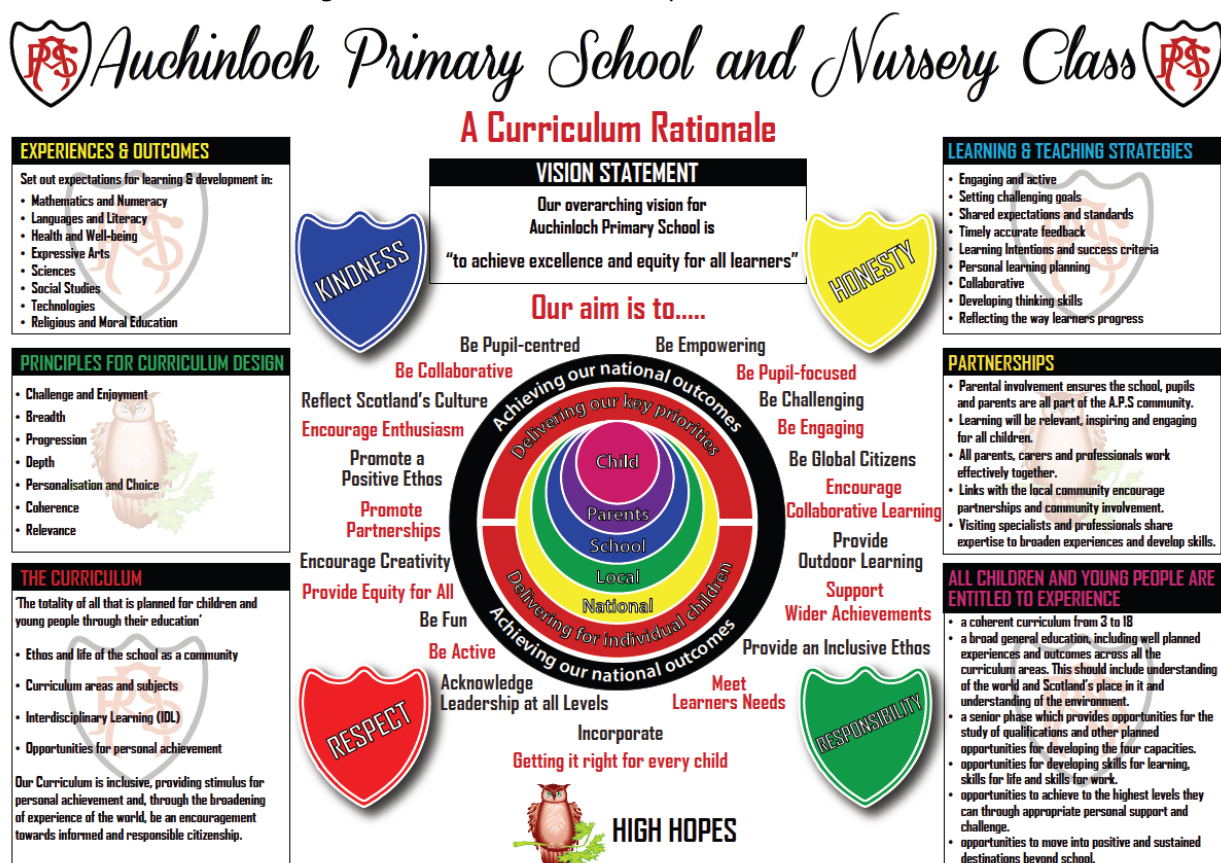 Auchinloch Primary School and Nursery Class
A Curriculum Rationale
EXPERIENCES & OUTCOMES
Set out expectations for learning & development in:
• Mathematics and Numeracy
• Languages and Literacy
• Health and Well-being
• Expressive Arts
• Sciences
• Social Studies
• Technologies
• Religious and Moral Education
PRINCIPLES FOR CURRICULUM DESIGN
• Challenge and Enjoyment
• Breadth
• Progression
• Depth
• Personalisation and Choice
• Coherence
• Relevance
THE CURRICULUM
'The totality of all that is planned for children and
young people through their education'
• Ethos and life of the school as a community
• Curriculum areas and subjects
• Interdisciplinary Learning (IDL)
• Opportunities for personal achievement
Our Curriculum is inclusive, providing stimulus for
personal achievement and, through the broadening
of experience of the world, be an encouragement
towards informed and responsible citizenship.
VISION STATEMENT
Our overarching vision for
Auchinloch Primary School is
"to achieve excellence and equity for all learners"
KINDNESS
HONESTY
Our aim is to.....
Be Pupil-centred
Be Collaborative
Reflect Scotland's Culture
Encourage Enthusiasm
Promote a
Positive Ethos
Promote
Partnerships
Encourage Creativity
Provide Equity for All
Be Fun
Be Active
Acknowledge
Leadership at all Levels
Be Empowering
Be Pupil-focused
Be Challenging
Be Engaging
Be Global Citizens
Encourage
Collaborative Learning
Provide
Outdoor Learning
Support
Wider Achievements
Provide an Inclusive Ethos
Meet
Learners Needs
Incorporate
Getting it right for every child
Achieving our national outcomes
Delivering our key priorities
Child
Parents
School
Local
National
Delivering for individual children
Achieving our national outcomes
RESPECT
RESPONSIBILITY
HIGH HOPES
LEARNING & TEACHING STRATEGIES
• Engaging and active
• Setting challenging goals
• Shared expectations and standards
• Timely accurate feedback
• Learning Intentions and success criteria
• Personal learning planning
• Collaborative
• Developing thinking skills
• Reflecting the way learners progress
PARTNERSHIPS
• Parental involvement ensures the school, pupils
and parents are all part of the A.P.S community.
• Learning will be relevant, inspiring and engaging
for all children.
• All parents, carers and professionals work
effectively together.
• Links with the local community encourage
partnerships and community involvement.
• Visiting specialists and professionals share
expertise to broaden experiences and develop skills.
ALL CHILDREN AND YOUNG PEOPLE ARE
ENTITLED TO EXPERIENCE
• a coherent curriculum from 3 to 18
• a broad general education, including well planned
experiences and outcomes across all the
curriculum areas. This should include understanding
of the world and Scotland's place in it and
understanding of the environment.
• a senior phase which provides opportunities for the
study of qualifications and other planned
opportunities for developing the four capacities.
• opportunities for developing skills for learning,
skills for life and skills for work.
• opportunities to achieve to the highest levels they
can through appropriate personal support and
challenge.
• opportunities to move into positive and sustained
destinations beyond school.